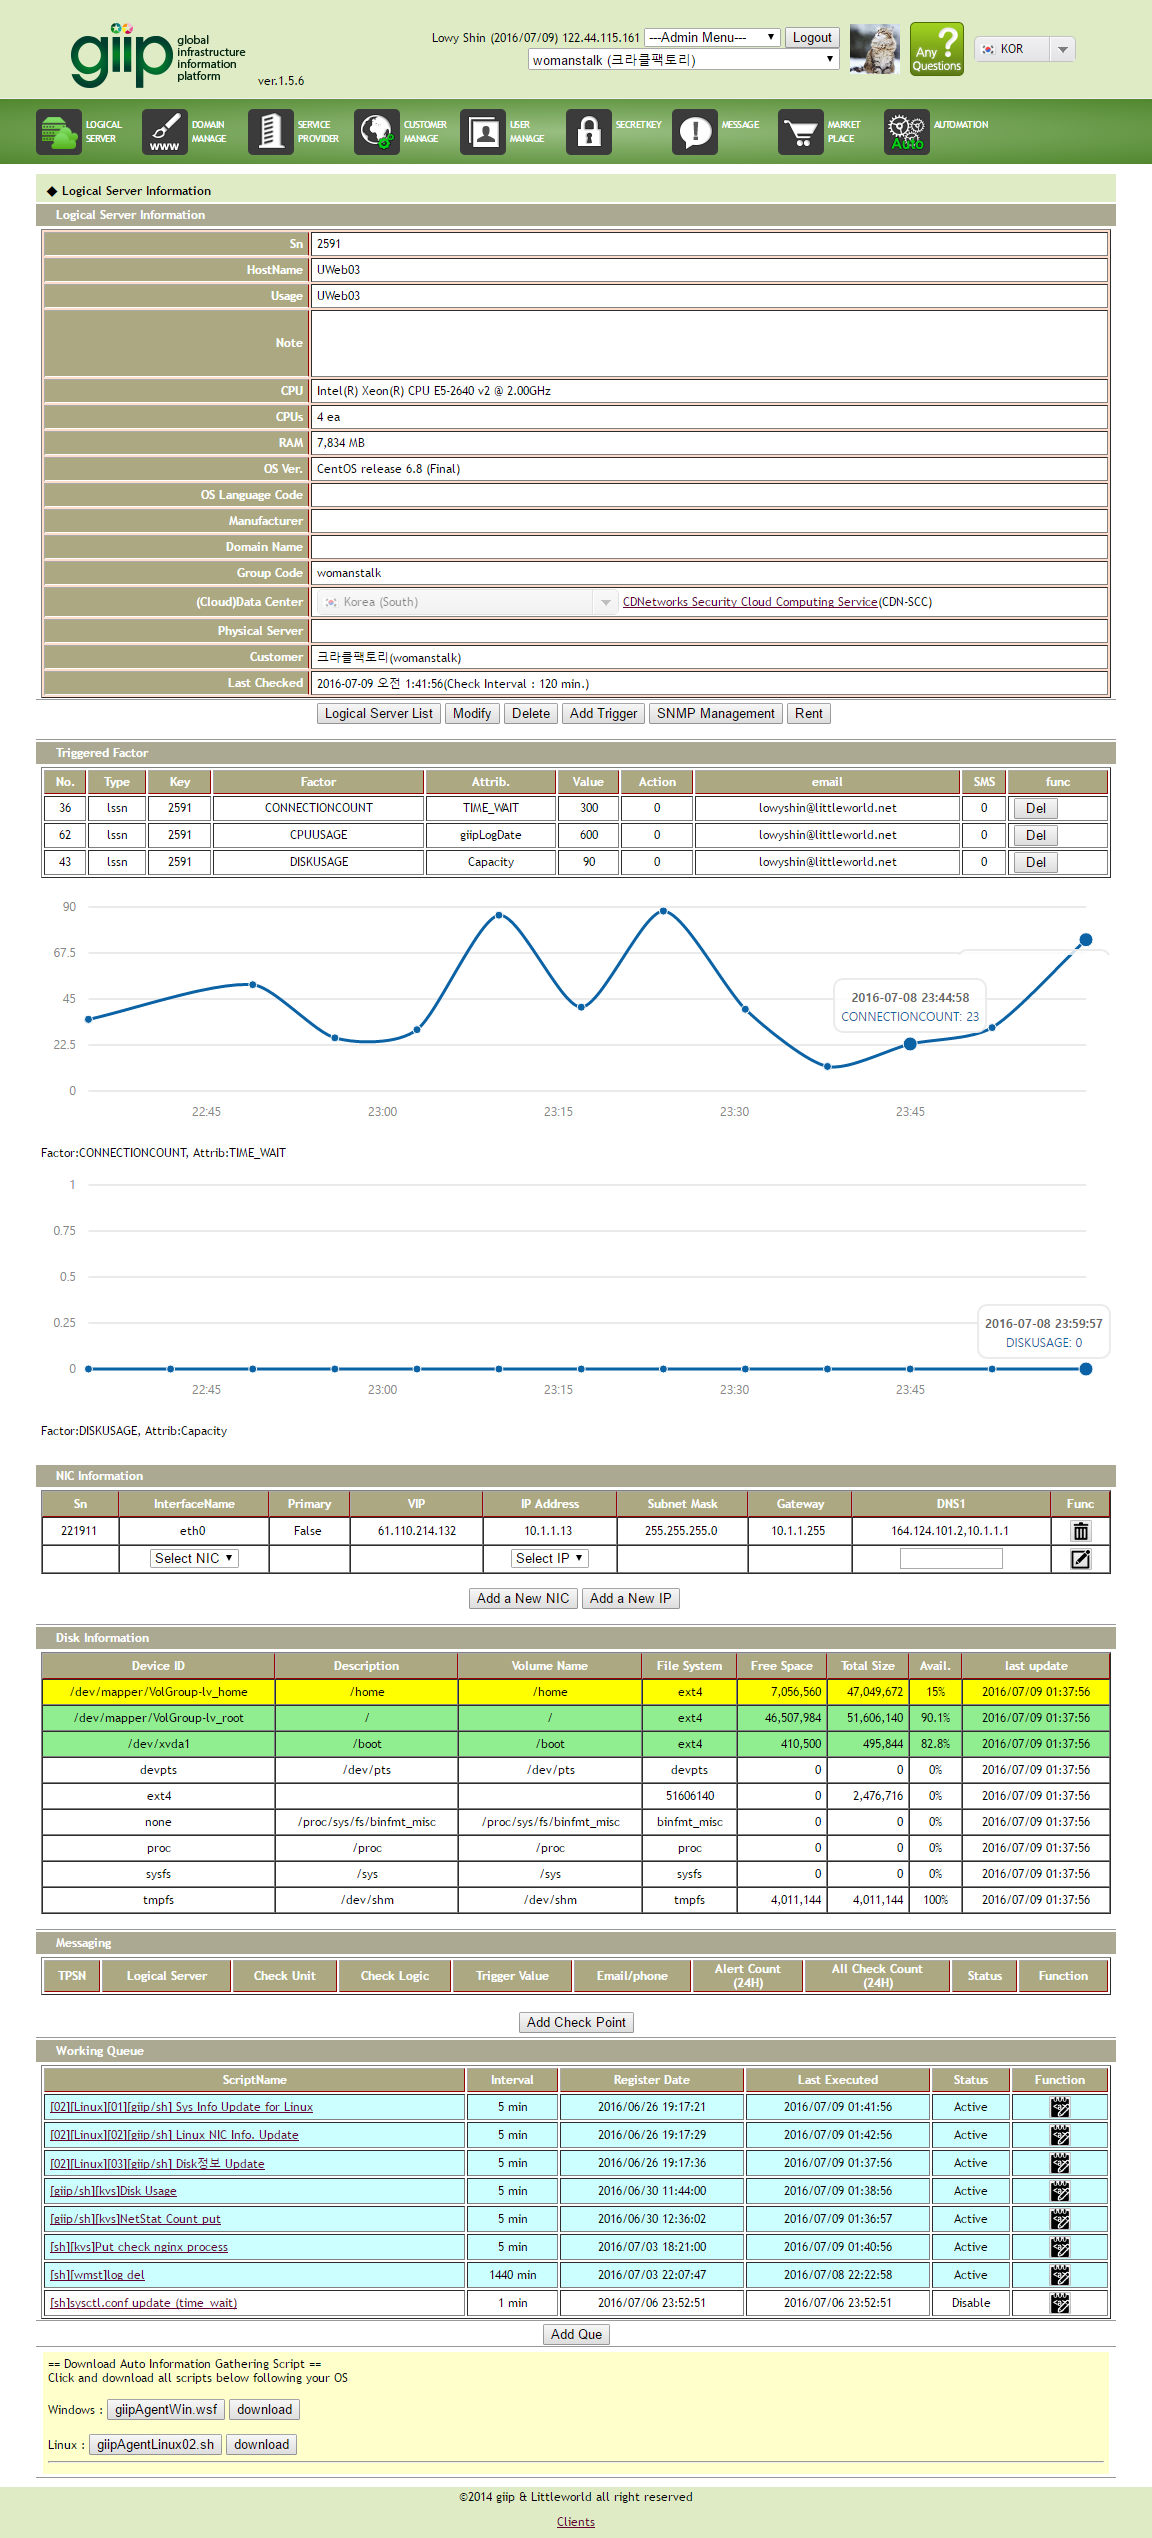 giip global infrastructure information platform
ver.1.5.6
Lowy Shin (2016/07/09) 122.44.115.161 ---Admin Menu--- Logout
womanstalk (크라클팩토리)
Any ? Questions
KOR
LOGICAL SERVER
www DOMAIN MANAGE
SERVICE PROVIDER
CUSTOMER MANAGE
USER MANAGE
SECRETKEY
MESSAGE
MARKET PLACE
Auto AUTOMATION
◆ Logical Server Information
Logical Server Information
Sn 2591
HostName UWeb03
Usage UWeb03
Note
CPU Intel(R) Xeon(R) CPU E5-2640 v2 @ 2.00GHz
CPUs 4 ea
RAM 7,834 MB
OS Ver. CentOS release 6.8 (Final)
OS Language Code
Manufacturer
Domain Name
Group Code womanstalk
(Cloud)Data Center Korea (South) CDNetworks Security Cloud Computing Service(CDN-SCC)
Physical Server
Customer 크라클팩토리(womanstalk)
Last Checked 2016-07-09 오전 1:41:56(Check Interval : 120 min.)
Logical Server List Modify Delete Add Trigger SNMP Management Rent
Triggered Factor
No. Type Key Factor Attrib. Value Action email SMS func
36 lssn 2591 CONNECTIONCOUNT TIME_WAIT 300 0 lowyshin@littleworld.net 0 Del
62 lssn 2591 CPUUSAGE giipLogDate 600 0 lowyshin@littleworld.net 0 Del
43 lssn 2591 DISKUSAGE Capacity 90 0 lowyshin@littleworld.net 0 Del
90
67.5
45
22.5
0
2016-07-08 23:44:58
CONNECTIONCOUNT: 23
22:45 23:00 23:15 23:30 23:45
Factor:CONNECTIONCOUNT, Attrib:TIME_WAIT
1
0.75
0.5
0.25
0
2016-07-08 23:59:57
DISKUSAGE: 0
22:45 23:00 23:15 23:30 23:45
Factor:DISKUSAGE, Attrib:Capacity
NIC Information
Sn InterfaceName Primary VIP IP Address Subnet Mask Gateway DNS1 Func
221911 eth0 False 61.110.214.132 10.1.1.13 255.255.255.0 10.1.1.255 164.124.101.2,10.1.1.1
Select NIC Select IP
Add a New NIC Add a New IP
Disk Information
Device ID Description Volume Name File System Free Space Total Size Avail. last update
/dev/mapper/VolGroup-lv_home /home /home ext4 7,056,560 47,049,672 15% 2016/07/09 01:37:56
/dev/mapper/VolGroup-lv_root / / ext4 46,507,984 51,606,140 90.1% 2016/07/09 01:37:56
/dev/xvda1 /boot /boot ext4 410,500 495,844 82.8% 2016/07/09 01:37:56
devpts /dev/pts /dev/pts devpts 0 0 0% 2016/07/09 01:37:56
ext4 51606140 0 2,476,716 0% 2016/07/09 01:37:56
none /proc/sys/fs/binfmt_misc /proc/sys/fs/binfmt_misc binfmt_misc 0 0 0% 2016/07/09 01:37:56
proc /proc /proc proc 0 0 0% 2016/07/09 01:37:56
sysfs /sys /sys sysfs 0 0 0% 2016/07/09 01:37:56
tmpfs /dev/shm /dev/shm tmpfs 4,011,144 4,011,144 100% 2016/07/09 01:37:56
Messaging
TPSN Logical Server Check Unit Check Logic Trigger Value Email/phone Alert Count (24H) All Check Count (24H) Status Function
Add Check Point
Working Queue
ScriptName Interval Register Date Last Executed Status Function
[02][Linux][01][giip/sh] Sys Info Update for Linux 5 min 2016/06/26 19:17:21 2016/07/09 01:41:56 Active
[02][Linux][02][giip/sh] Linux NIC Info. Update 5 min 2016/06/26 19:17:29 2016/07/09 01:42:56 Active
[02][Linux][03][giip/sh] Disk정보 Update 5 min 2016/06/26 19:17:36 2016/07/09 01:37:56 Active
[giip/sh][kvs]Disk Usage 5 min 2016/06/30 11:44:00 2016/07/09 01:38:56 Active
[giip/sh][kvs]NetStat Count put 5 min 2016/06/30 12:36:02 2016/07/09 01:36:57 Active
[sh][kvs]Put check nginx process 5 min 2016/07/03 18:21:00 2016/07/09 01:40:56 Active
[sh][wmst]log del 1440 min 2016/07/03 22:07:47 2016/07/08 22:22:58 Active
[sh]sysctl.conf update (time_wait) 1 min 2016/07/06 23:52:51 2016/07/06 23:52:51 Disable
Add Que
== Download Auto Information Gathering Script ==
Click and download all scripts below following your OS
Windows : giipAgentWin.wsf download
Linux : giipAgentLinux02.sh download
©2014 giip & Littleworld all right reserved
Clients